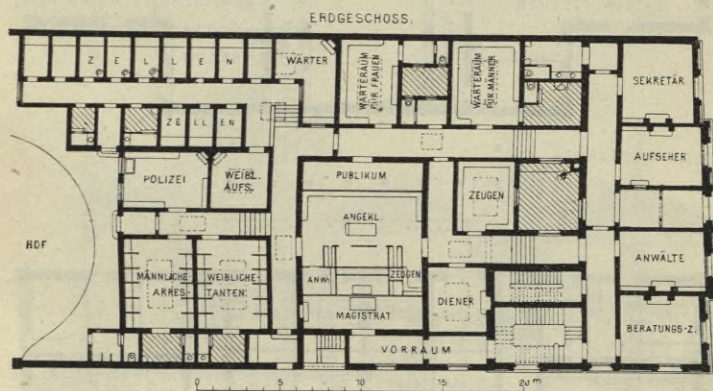 ERDGESCHOSS.
ZELLEN
WÄRTER
WARTERAUM
FÜR FRAUEN
WARTERAUM
FÜR MÄNNER
SEKRETÄR
ZELLEN
AUFSEHER
POLIZEI
WEIBL.
AUFS.
PUBLIKUM
ZEUGEN
ANGEKL.
HOF
ANWÄLTE
MÄNNLICHE-
ARRES-
WEIBLICHE-
TANTEN.
ANW.
ZEUGEN
MAGISTRAT
DIENER
BERATUNGS-Z.
VORRAUM
0 5 10 15 20 m